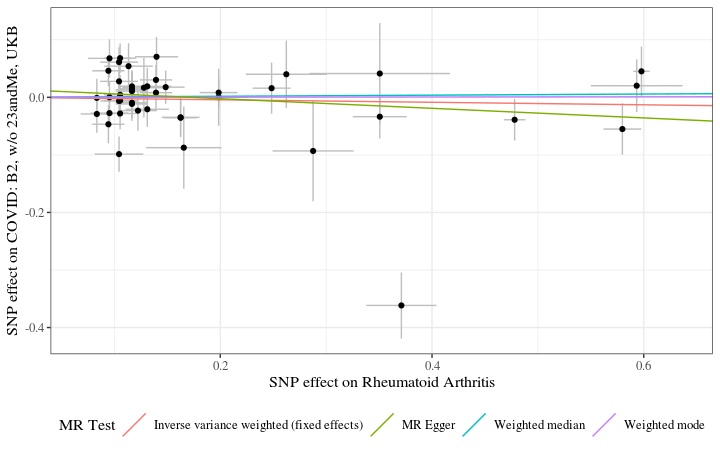 SNP effect on COVID: B2, w/o 23andMe, UKB
0.0
-0.2
-0.4
0.2
0.4
0.6
SNP effect on Rheumatoid Arthritis
MR Test
Inverse variance weighted (fixed effects)
MR Egger
Weighted median
Weighted mode